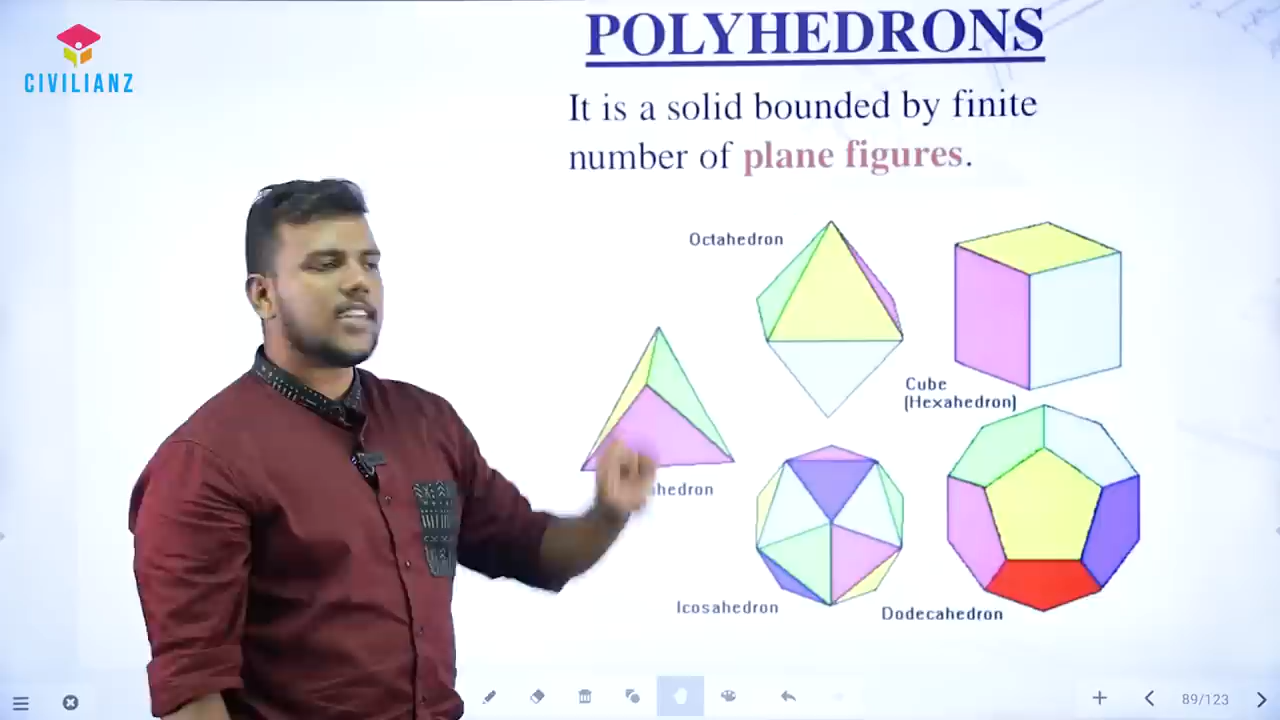 CIVILIANZ
POLYHEDRONS
It is a solid bounded by finite
number of plane figures.
Octahedron
Cube
(Hexahedron)
hedron
Icosahedron
Dodecahedron
89/123